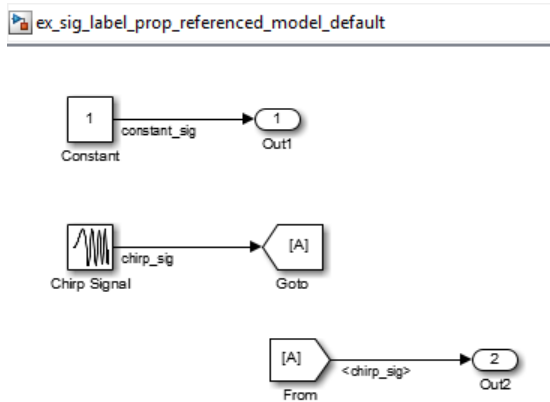 ex_sig_label_prop_referenced_model_default
1
constant_sig
1
Constant
Out1
chirp_sig
[A]
Chirp Signal
Goto
[A]
<chirp_sig>
2
From
Out2